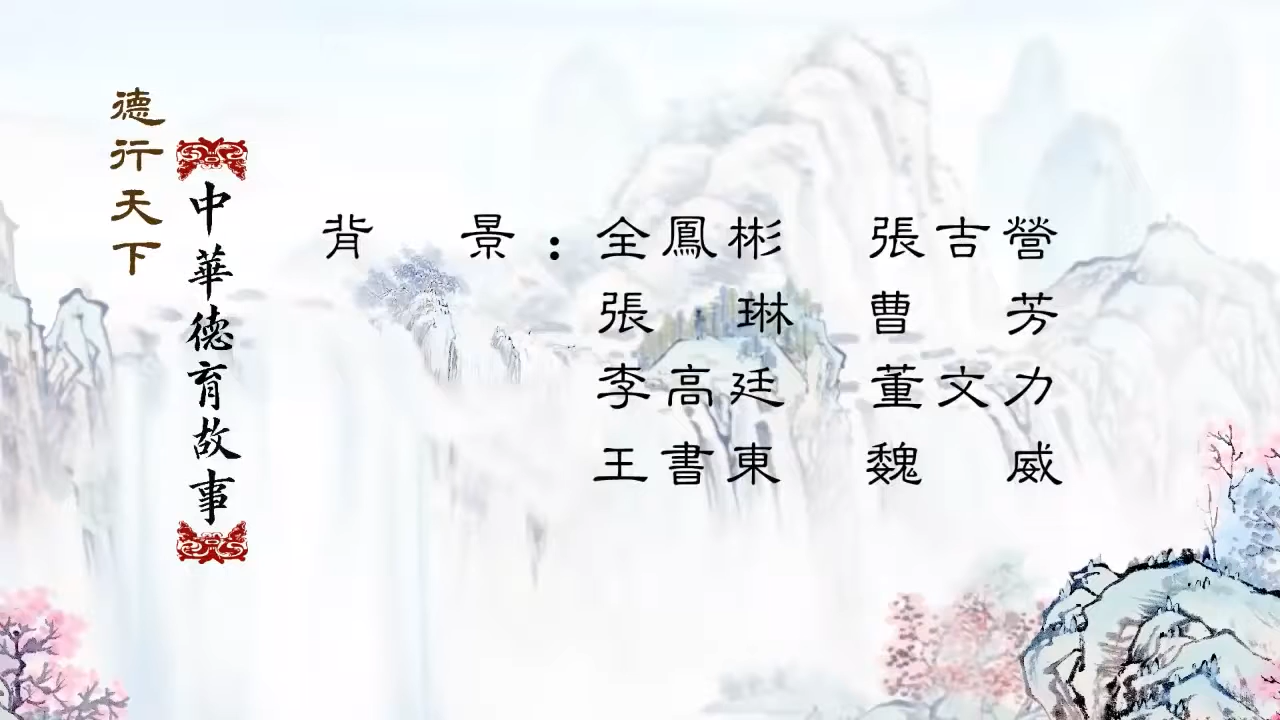 德行天下
中華德育故事
背景：全鳳彬 張吉營
張琳 曹芳
李高廷 董文力
王書東 魏威